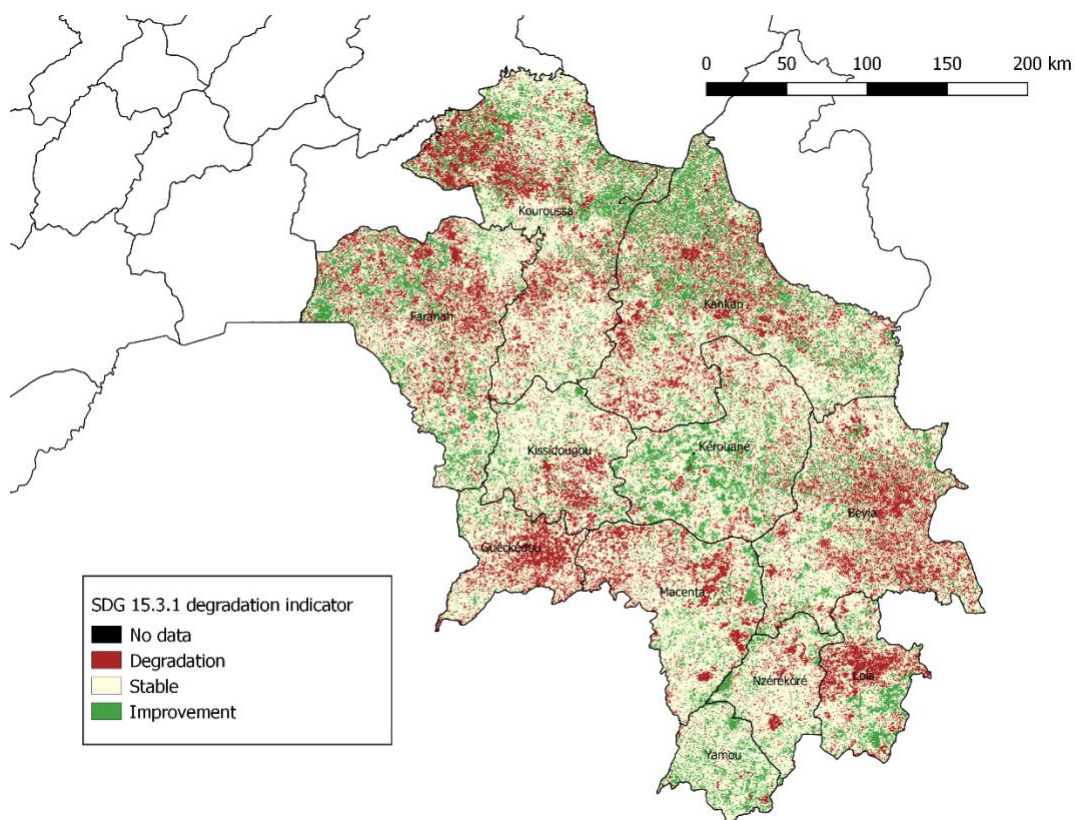 0 50 100 150 200 km
Kouroussa
Kankan
Faranah
Kissidougou
Kérouané
Beyla
Guéckédou
Macenta
Nzérékoré
Lola
Yamou
SDG 15.3.1 degradation indicator
No data
Degradation
Stable
Improvement